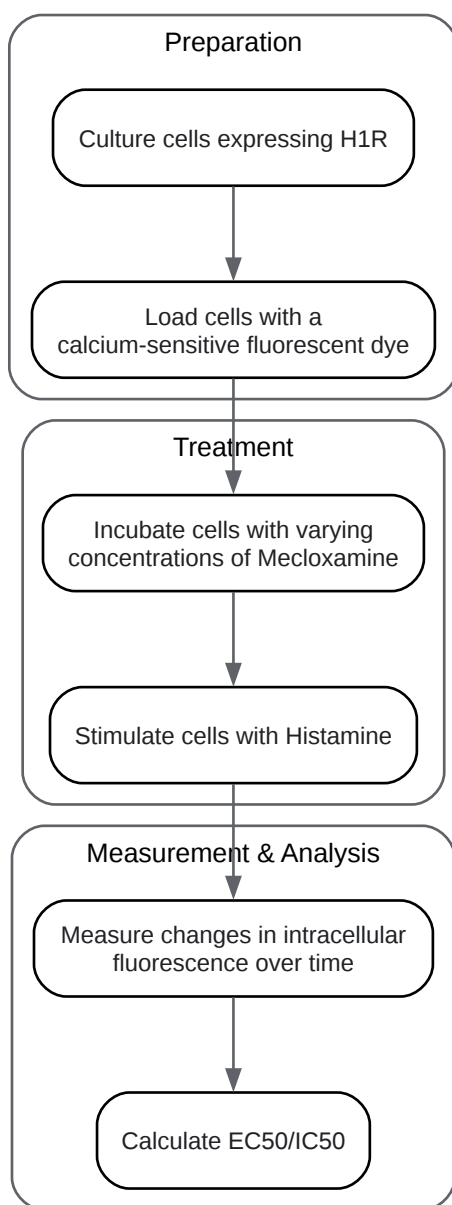 Preparation
Culture cells expressing H1R
Load cells with a
calcium-sensitive fluorescent dye
Treatment
Incubate cells with varying
concentrations of Mecloxamine
Stimulate cells with Histamine
Measurement & Analysis
Measure changes in intracellular
fluorescence over time
Calculate EC50/IC50